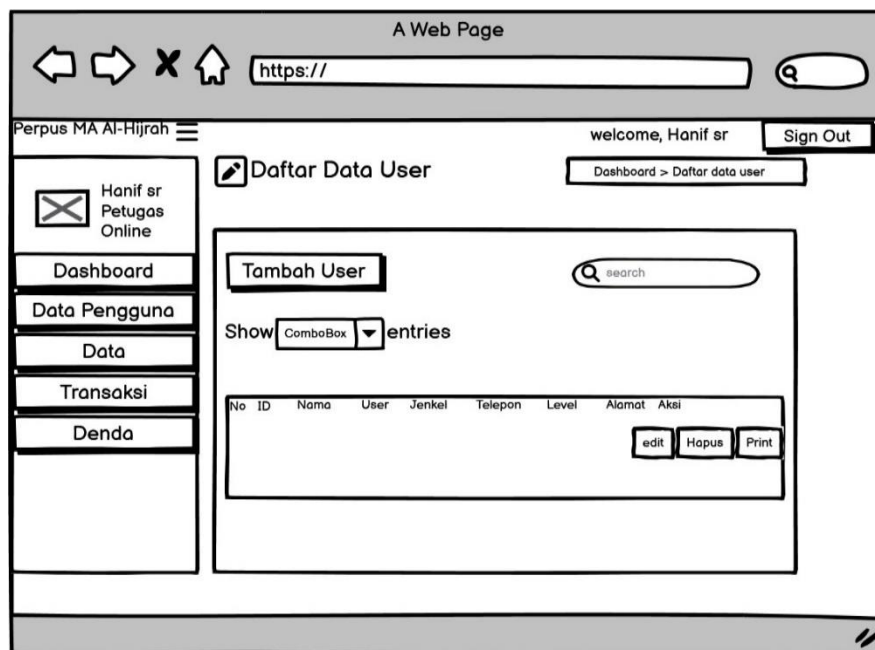 A Web Page
https://
Perpus MA Al-Hijrah
welcome, Hanif sr
Sign Out
Hanif sr
Petugas
Online
Dashboard
Data Pengguna
Data
Transaksi
Denda
Daftar Data User
Dashboard > Daftar data user
Tambah User
search
Show ComboBox entries
No ID Nama User Jenkel Telepon Level Alamat Aksi
edit Hapus Print